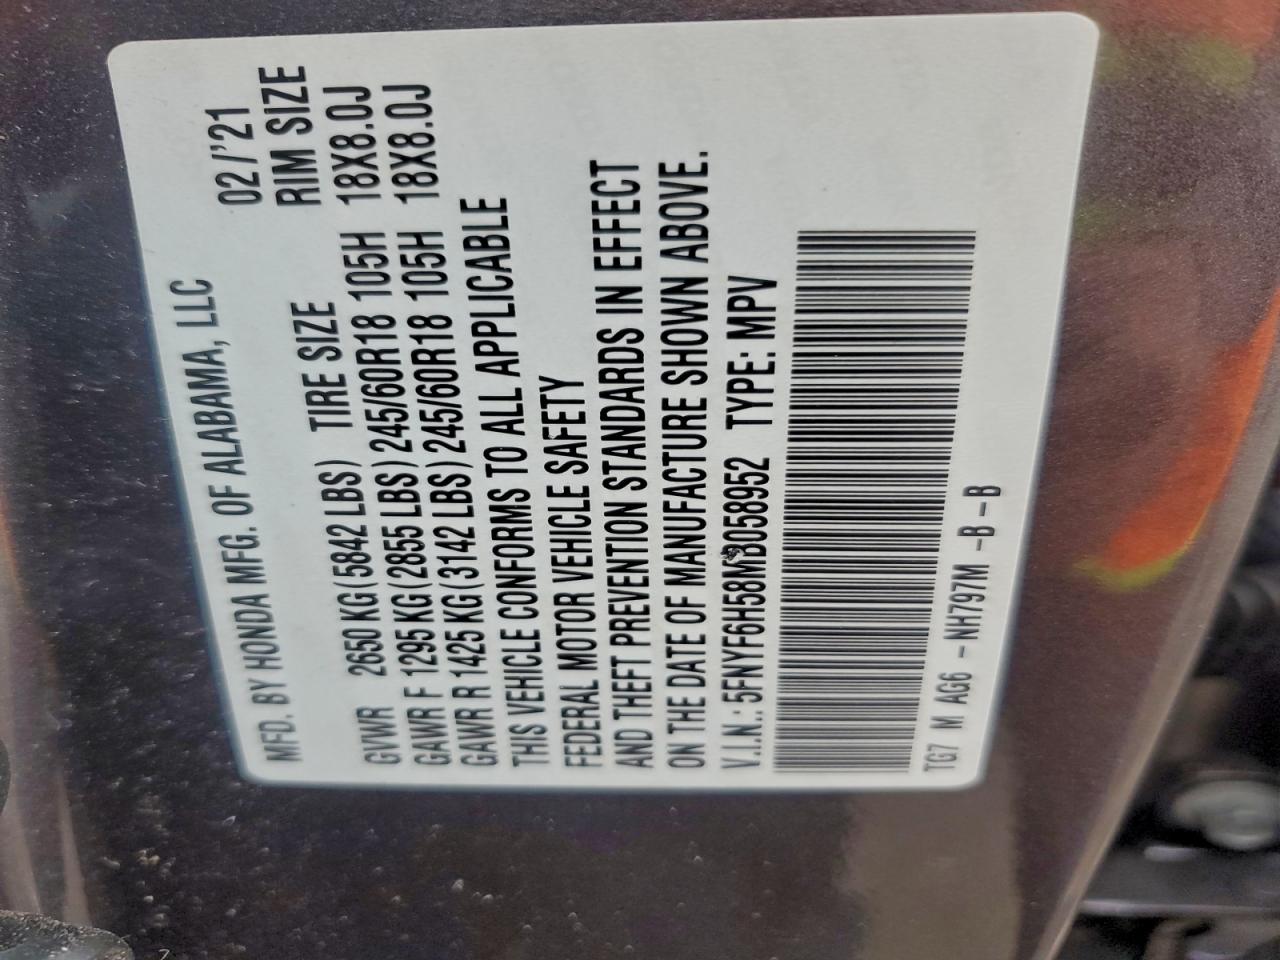 MFD. BY HONDA MFG. OF ALABAMA, LLC 02/'21
TIRE SIZE RIM SIZE
GVWR 2650 KG (5842 LBS)
GAWR F 1295 KG (2855 LBS) 245/60R18 105H 18X8.0J
GAWR R 1425 KG (3142 LBS) 245/60R18 105H 18X8.0J
THIS VEHICLE CONFORMS TO ALL APPLICABLE
FEDERAL MOTOR VEHICLE SAFETY
AND THEFT PREVENTION STANDARDS IN EFFECT
ON THE DATE OF MANUFACTURE SHOWN ABOVE.
V.I.N.: 5FNYF6H58MB058952 TYPE: MPV
TG7 M AG6 -NH797M -B -B